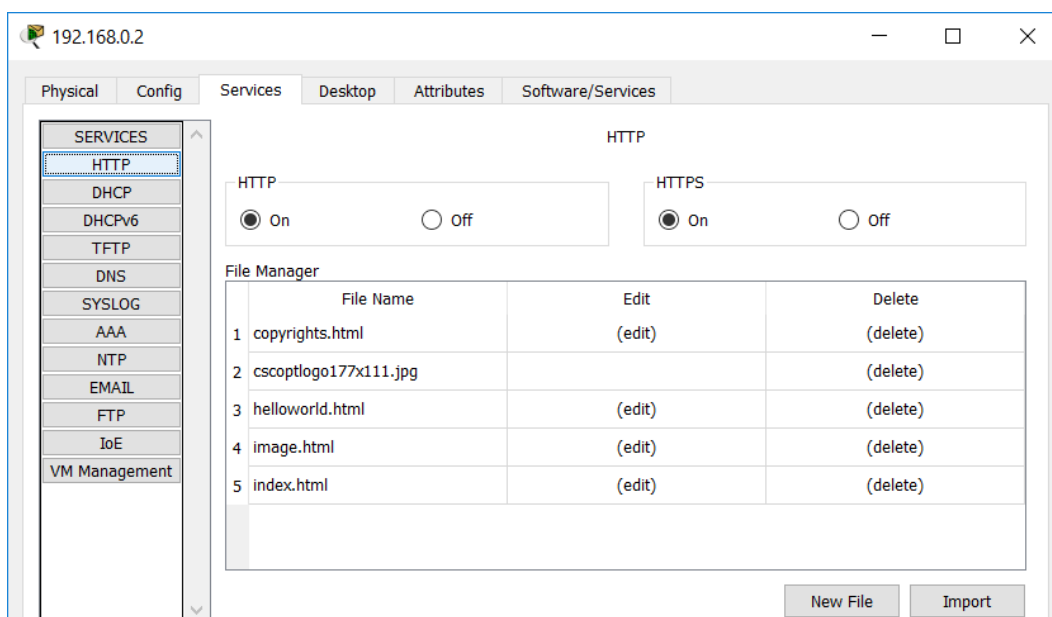 192.168.0.2
Physical Config Services Desktop Attributes Software/Services
SERVICES
HTTP
DHCP
DHCPv6
TFTP
DNS
SYSLOG
AAA
NTP
EMAIL
FTP
IoE
VM Management
HTTP
HTTP
On Off
HTTPS
On Off
File Manager
File Name Edit Delete
1 copyrights.html (edit) (delete)
2 cscoptlogo177x111.jpg (delete)
3 helloworld.html (edit) (delete)
4 image.html (edit) (delete)
5 index.html (edit) (delete)
New File Import